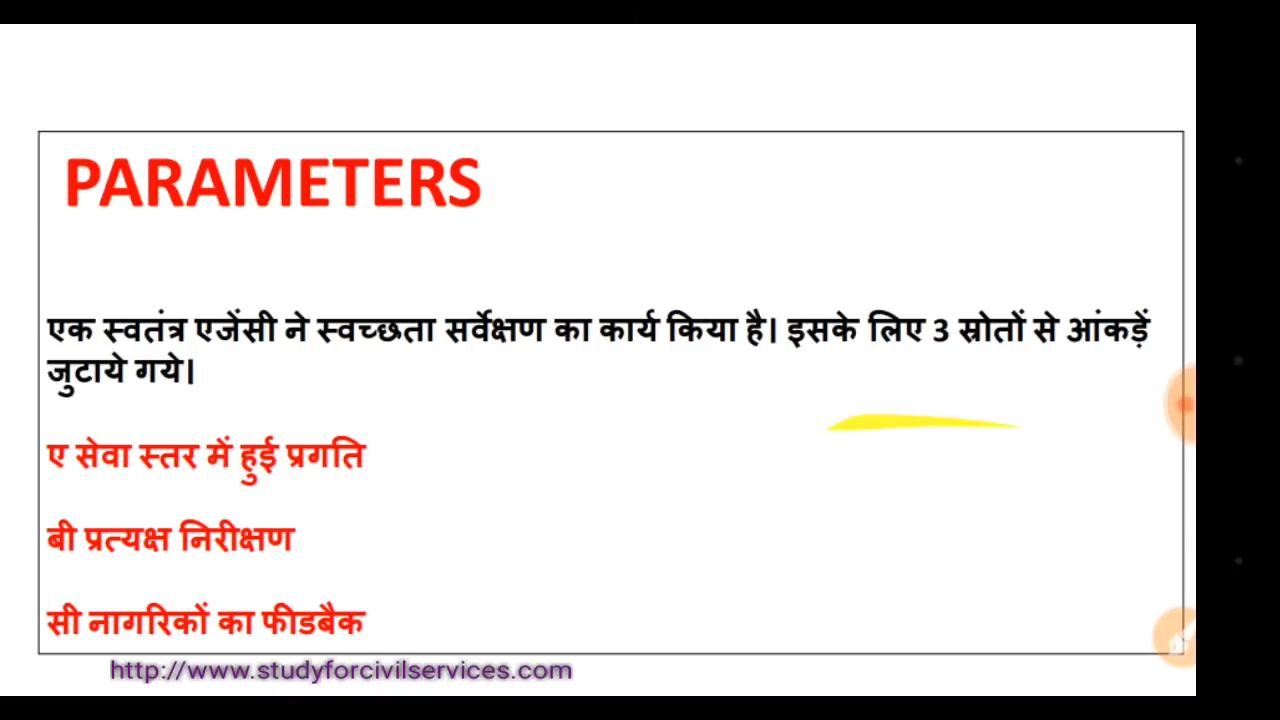 PARAMETERS
एक स्वतंत्र एजेंसी ने स्वच्छता सर्वेक्षण का कार्य किया है। इसके लिए 3 स्रोतों से आंकड़ें
जुटाये गये।
ए सेवा स्तर में हुई प्रगति
बी प्रत्यक्ष निरीक्षण
सी नागरिकों का फीडबैक
http://www.studyforcivilservices.com